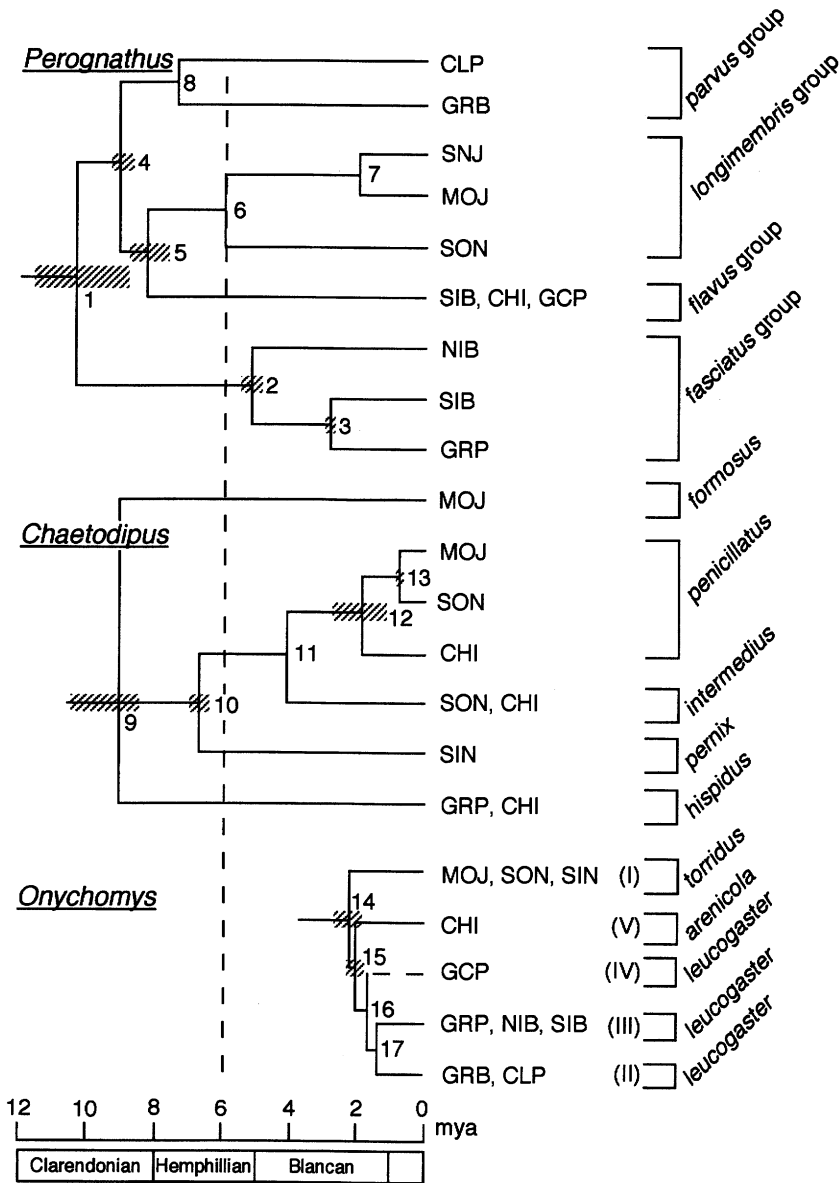 Perognathus
CLP
8
GRB
parvus group
4
SNJ
7
MOJ
6
longimembris group
5
SON
1
SIB, CHI, GCP
flavus group
NIB
2
SIB
3
GRP
fasciatus group
MOJ
formosus
Chaetodipus
MOJ
13
SON
12
CHI
penicillatus
11
SON, CHI
intermedius
10
9
SIN
pernix
GRP, CHI
hispidus
Onychomys
MOJ, SON, SIN (I)
torridus
14
CHI (V)
arenicola
15
GCP (IV)
leucogaster
16
GRP, NIB, SIB (III)
leucogaster
17
GRB, CLP (II)
leucogaster
12 10 8 6 4 2 0
mya
Clarendonian Hemphillian Blancan